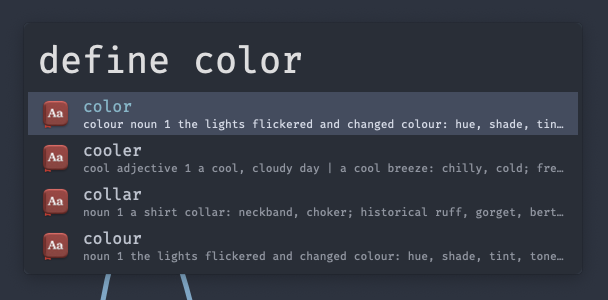 define color
Aa
color
colour noun 1 the lights flickered and changed colour: hue, shade, tin…
Aa
cooler
cool adjective 1 a cool, cloudy day | a cool breeze: chilly, cold; fre…
Aa
collar
noun 1 a shirt collar: neckband, choker; historical ruff, gorget, bert…
Aa
colour
noun 1 the lights flickered and changed colour: hue, shade, tint, tone…